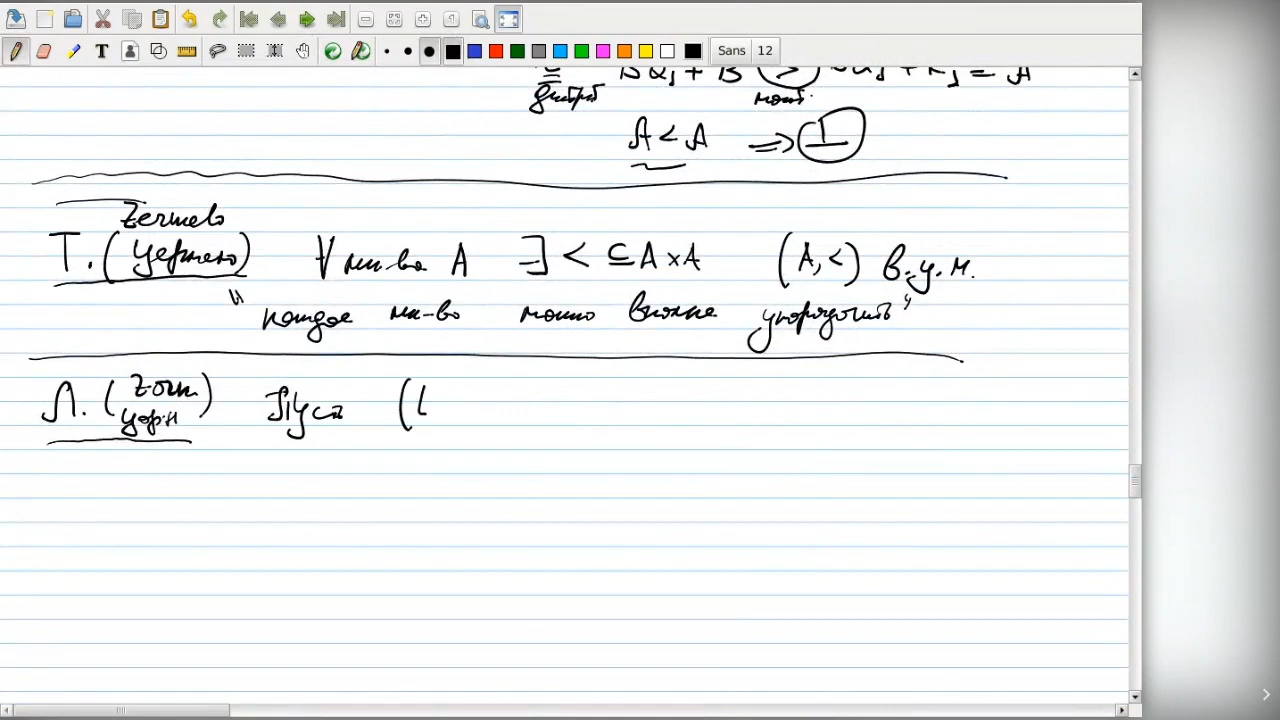 Sans 12
A < A ⇒ ⊥
Zermelo
Т. (Цермело) ∀ мн-во A ∃ < ⊆ A × A (A, <) в.у.м.
"каждое мн-во можно вполне упорядочить"
Zorn
Л. (Цорн) Пусть (